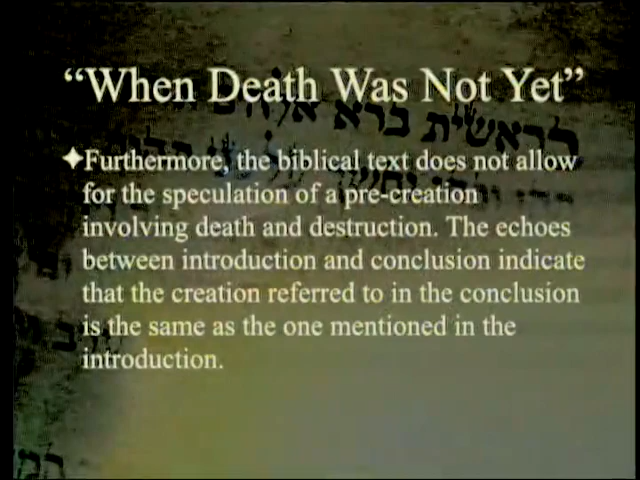 “When Death Was Not Yet”
בראשית ברא אלהים
✦Furthermore, the biblical text does not allow
for the speculation of a pre-creation
involving death and destruction. The echoes
between introduction and conclusion indicate
that the creation referred to in the conclusion
is the same as the one mentioned in the
introduction.